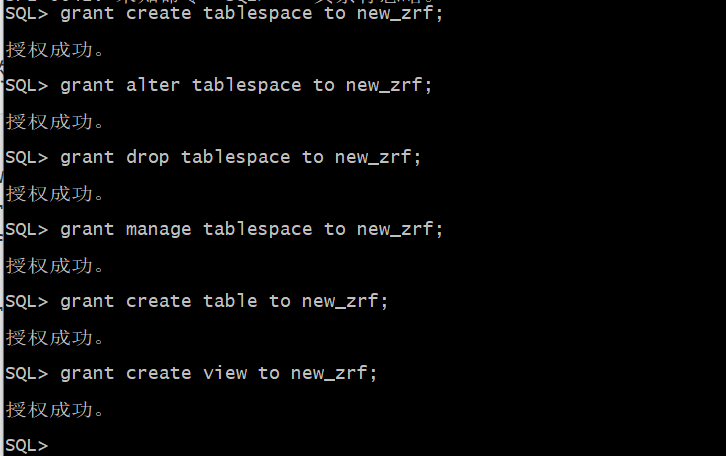 SQL> grant create tablespace to new_zrf;
授权成功。
SQL> grant alter tablespace to new_zrf;
授权成功。
SQL> grant drop tablespace to new_zrf;
授权成功。
SQL> grant manage tablespace to new_zrf;
授权成功。
SQL> grant create table to new_zrf;
授权成功。
SQL> grant create view to new_zrf;
授权成功。
SQL>